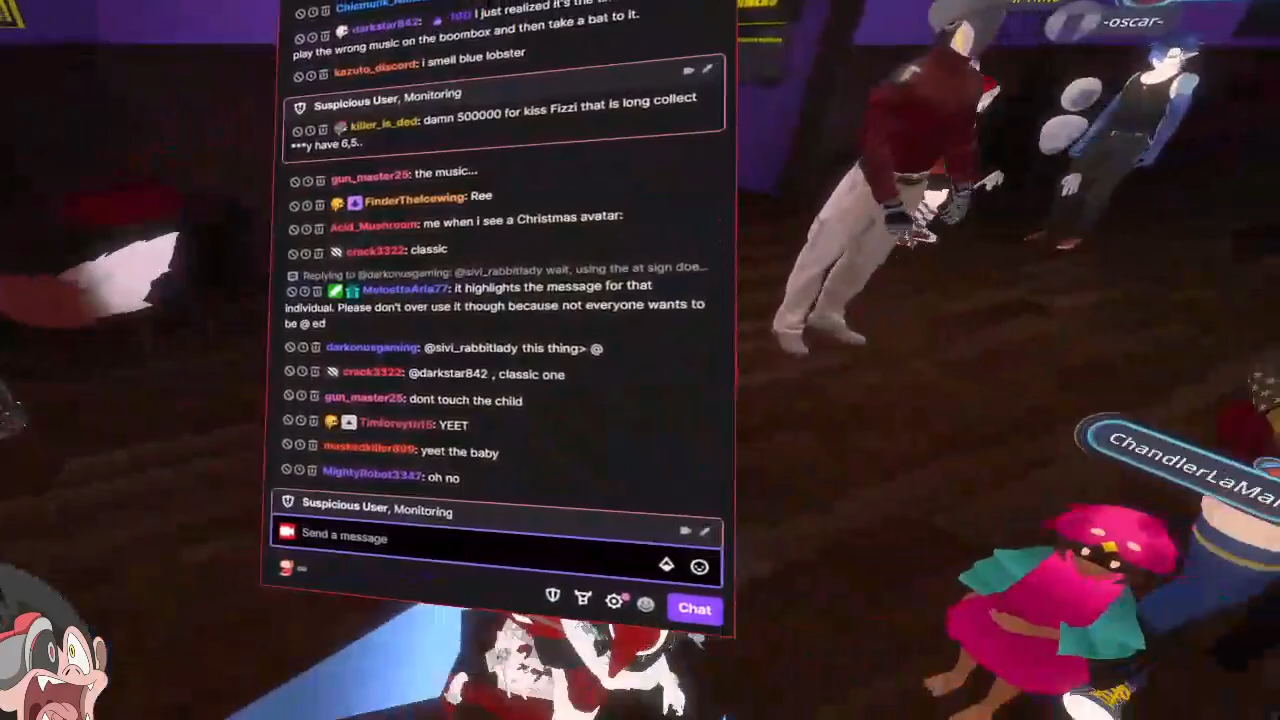 -oscar-
darkstar842: I just realized it's the
play the wrong music on the boombox and then take a bat to it.
kazuto_discord: i smell blue lobster
Suspicious User, Monitoring
killer_is_ded: damn 500000 for kiss Fizzi that is long collect
***y have 6,5..
gun_master25: the music...
FinderTheIcewing: Ree
Acid_Mushroom: me when i see a Christmas avatar:
crack3322: classic
Replying to @darkonusgaming: @sivi_rabbitlady wait, using the at sign doe...
it highlights the message for that
individual. Please don't over use it though because not everyone wants to
be @ ed
darkonusgaming: @sivi_rabbitlady this thing> @
crack3322: @darkstar842 , classic one
gun_master25: dont touch the child
YEET
yeet the baby
MightyRobot3347: oh no
Suspicious User, Monitoring
Send a message
Chat
ChandlerLaMa